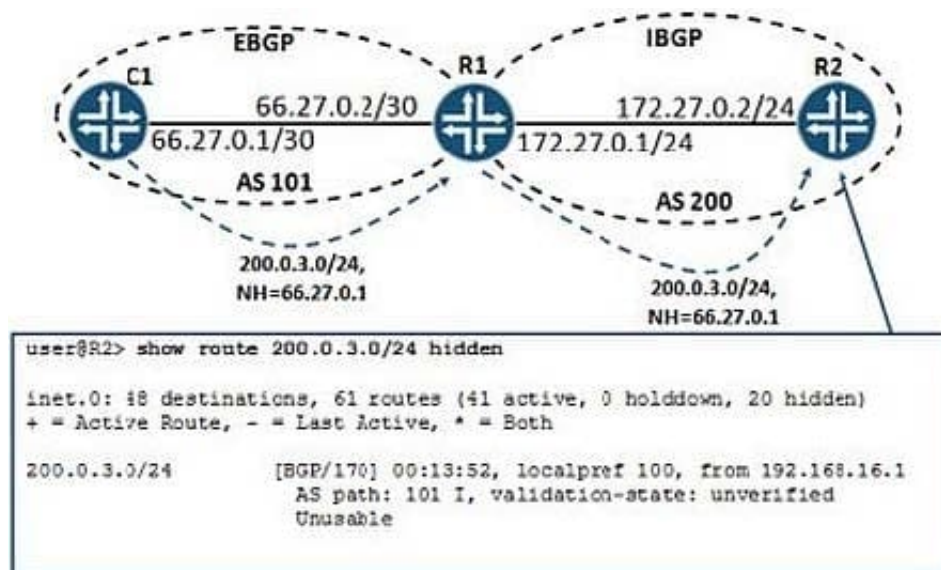 EBGP
IBGP
C1
R1
R2
66.27.0.2/30
172.27.0.2/24
66.27.0.1/30
172.27.0.1/24
AS 101
AS 200
200.0.3.0/24,
NH=66.27.0.1
200.0.3.0/24,
NH=66.27.0.1
user@R2> show route 200.0.3.0/24 hidden
inet.0: 48 destinations, 61 routes (41 active, 0 holddown, 20 hidden)
+ = Active Route, - = Last Active, * = Both
200.0.3.0/24 [BGP/170] 00:13:52, localpref 100, from 192.168.16.1
AS path: 101 I, validation-state: unverified
Unusable